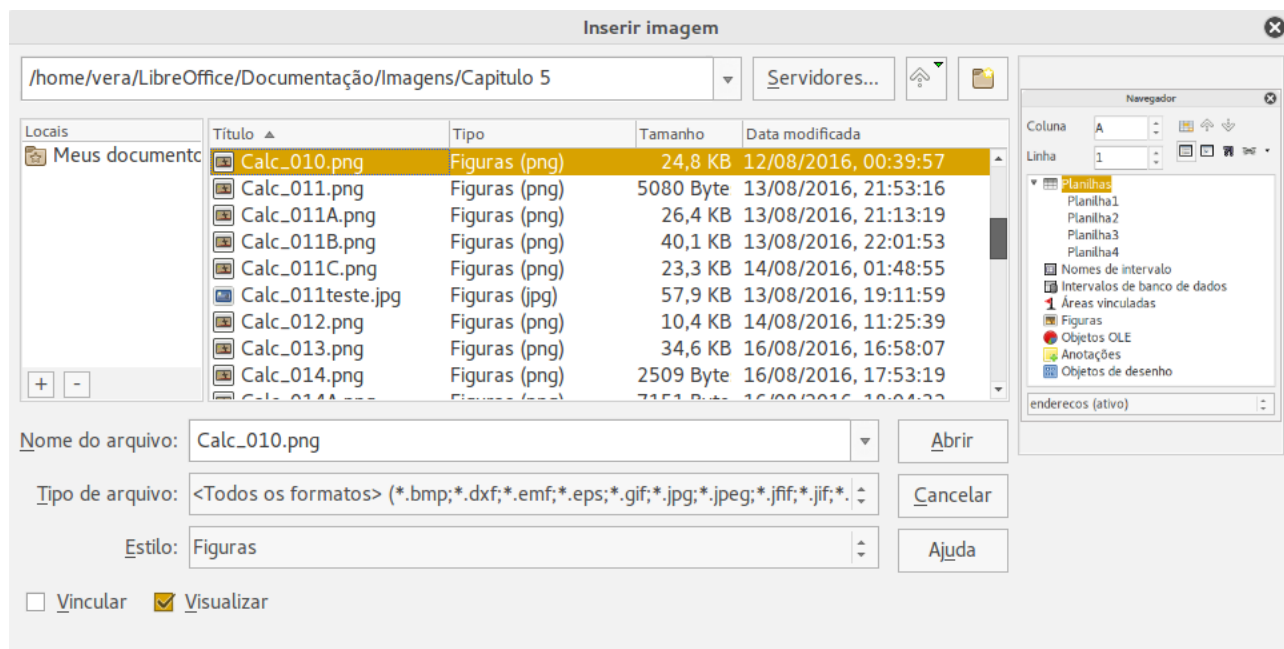 Inserir imagem
/home/vera/LibreOffice/Documentação/Imagens/Capitulo 5
Servidores...
Locais
Meus documento
Título Tipo Tamanho Data modificada
Calc_010.png Figuras (png) 24,8 KB 12/08/2016, 00:39:57
Calc_011.png Figuras (png) 5080 Byte 13/08/2016, 21:53:16
Calc_011A.png Figuras (png) 26,4 KB 13/08/2016, 21:13:19
Calc_011B.png Figuras (png) 40,1 KB 13/08/2016, 22:01:53
Calc_011C.png Figuras (png) 23,3 KB 14/08/2016, 01:48:55
Calc_011teste.jpg Figuras (jpg) 57,9 KB 13/08/2016, 19:11:59
Calc_012.png Figuras (png) 10,4 KB 14/08/2016, 11:25:39
Calc_013.png Figuras (png) 34,6 KB 16/08/2016, 16:58:07
Calc_014.png Figuras (png) 2509 Byte 16/08/2016, 17:53:19
+ -
Navegador
Coluna A
Linha 1
Planilhas
Planilha1
Planilha2
Planilha3
Planilha4
Nomes de intervalo
Intervalos de banco de dados
Áreas vinculadas
Figuras
Objetos OLE
Anotações
Objetos de desenho
enderecos (ativo)
Nome do arquivo: Calc_010.png Abrir
Tipo de arquivo: <Todos os formatos> (*.bmp;*.dxf;*.emf;*.eps;*.gif;*.jpg;*.jpeg;*.jfif;*.jif;*. Cancelar
Estilo: Figuras Ajuda
Vincular Visualizar